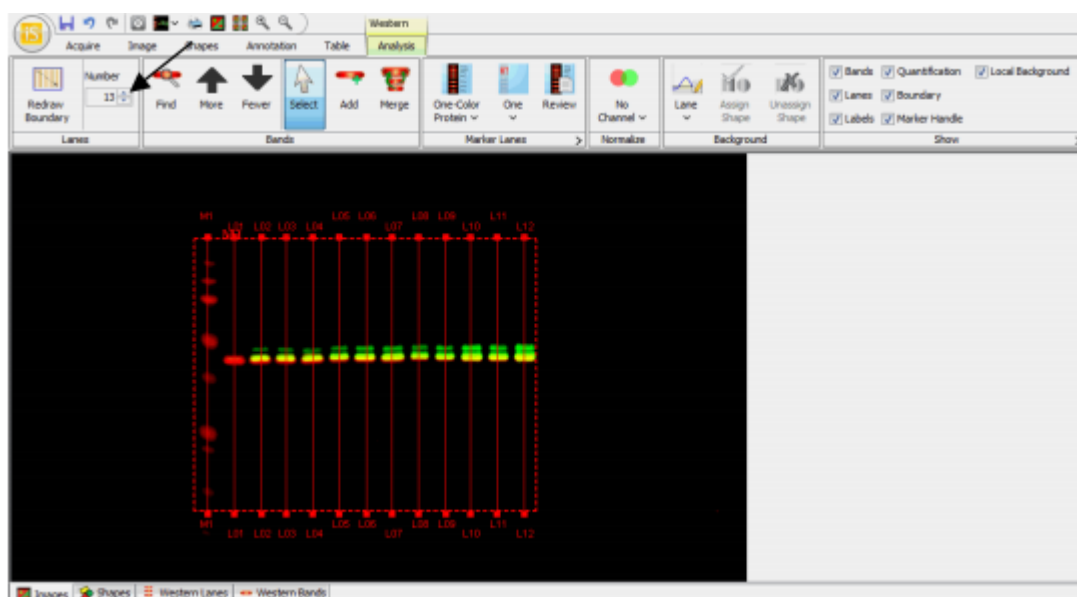 iS
Western
Acquire Image Shapes Annotation Table Analysis
Number
13
Redraw Boundary
Find More Fewer Select Add Merge
One-Color Protein
One
Review
No Channel
Lane
Assign Shape
Unassign Shape
Bands Quantification Local Background
Lanes Boundary
Labels Marker Handle
Lanes Bands Marker Lanes Normalize Background Show
M1 L01 L02 L03 L04 L05 L06 L07 L08 L09 L10 L11 L12
M1 L01 L02 L03 L04 L05 L06 L07 L08 L09 L10 L11 L12
Images Shapes Western Lanes Western Bands